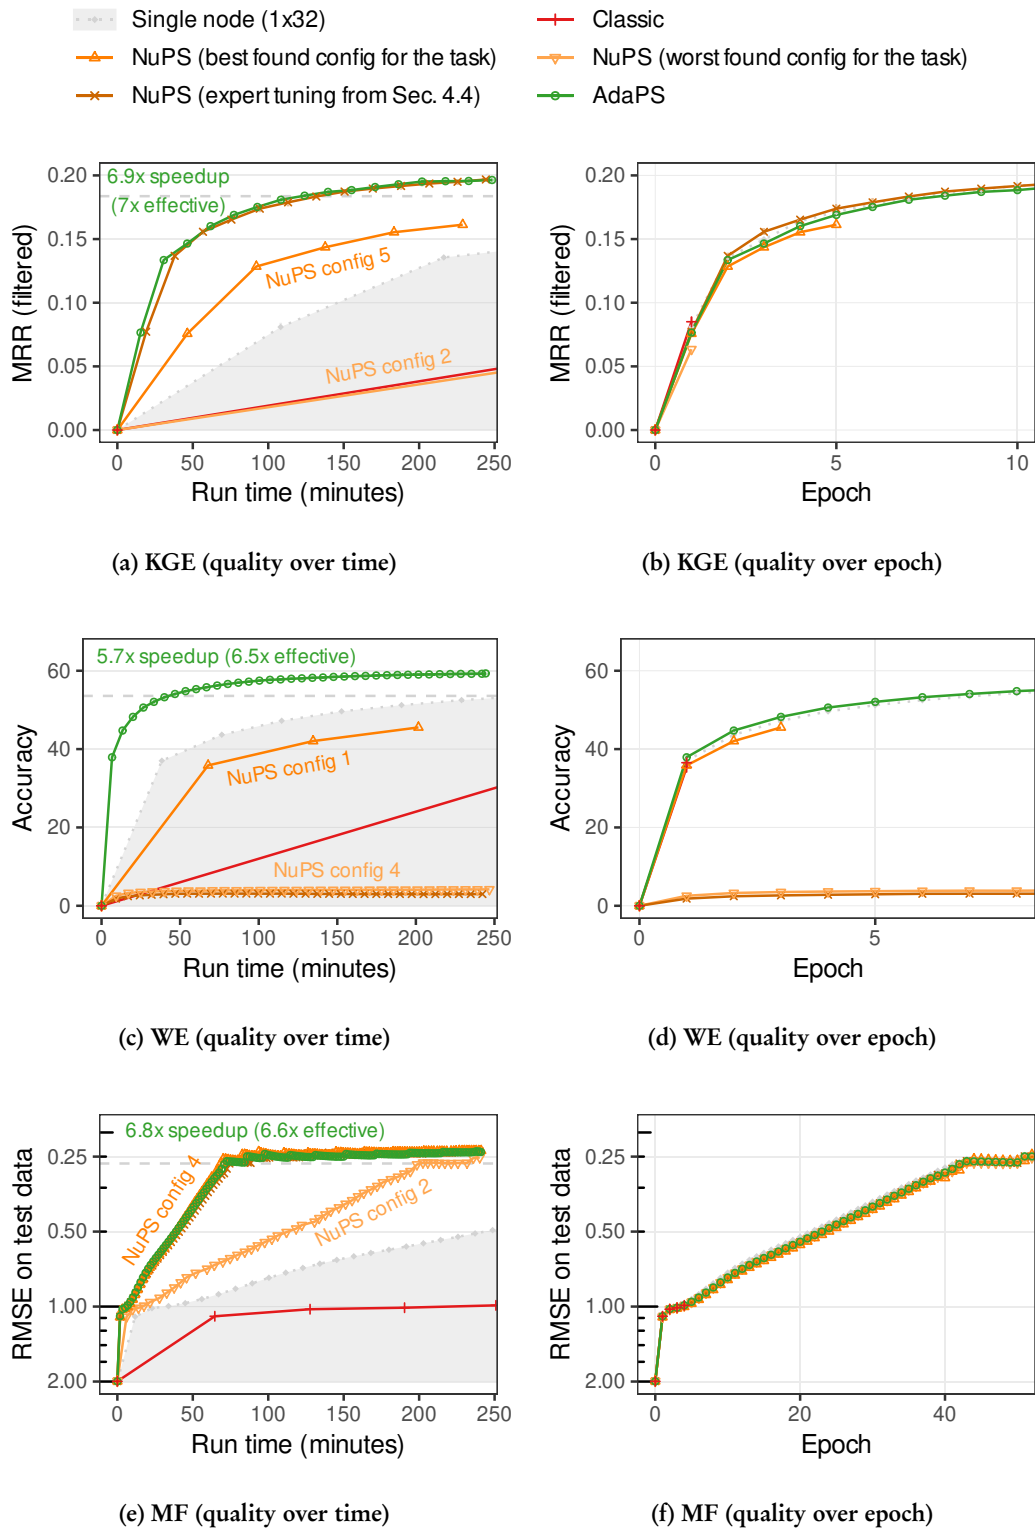 Single node (1x32)
Classic
NuPS (best found config for the task)
NuPS (worst found config for the task)
NuPS (expert tuning from Sec. 4.4)
AdaPS
6.9x speedup
(7x effective)
NuPS config 5
NuPS config 2
0.20
0.15
0.10
0.05
0.00
MRR (filtered)
0 50 100 150 200 250
Run time (minutes)
(a) KGE (quality over time)
0.20
0.15
0.10
0.05
0.00
MRR (filtered)
0 5 10
Epoch
(b) KGE (quality over epoch)
5.7x speedup (6.5x effective)
NuPS config 1
NuPS config 4
60
40
20
0
Accuracy
0 50 100 150 200 250
Run time (minutes)
(c) WE (quality over time)
60
40
20
0
Accuracy
0 5
Epoch
(d) WE (quality over epoch)
6.8x speedup (6.6x effective)
NuPS config 4
NuPS config 2
0.25
0.50
1.00
2.00
RMSE on test data
0 50 100 150 200 250
Run time (minutes)
(e) MF (quality over time)
0.25
0.50
1.00
2.00
RMSE on test data
0 20 40
Epoch
(f) MF (quality over epoch)